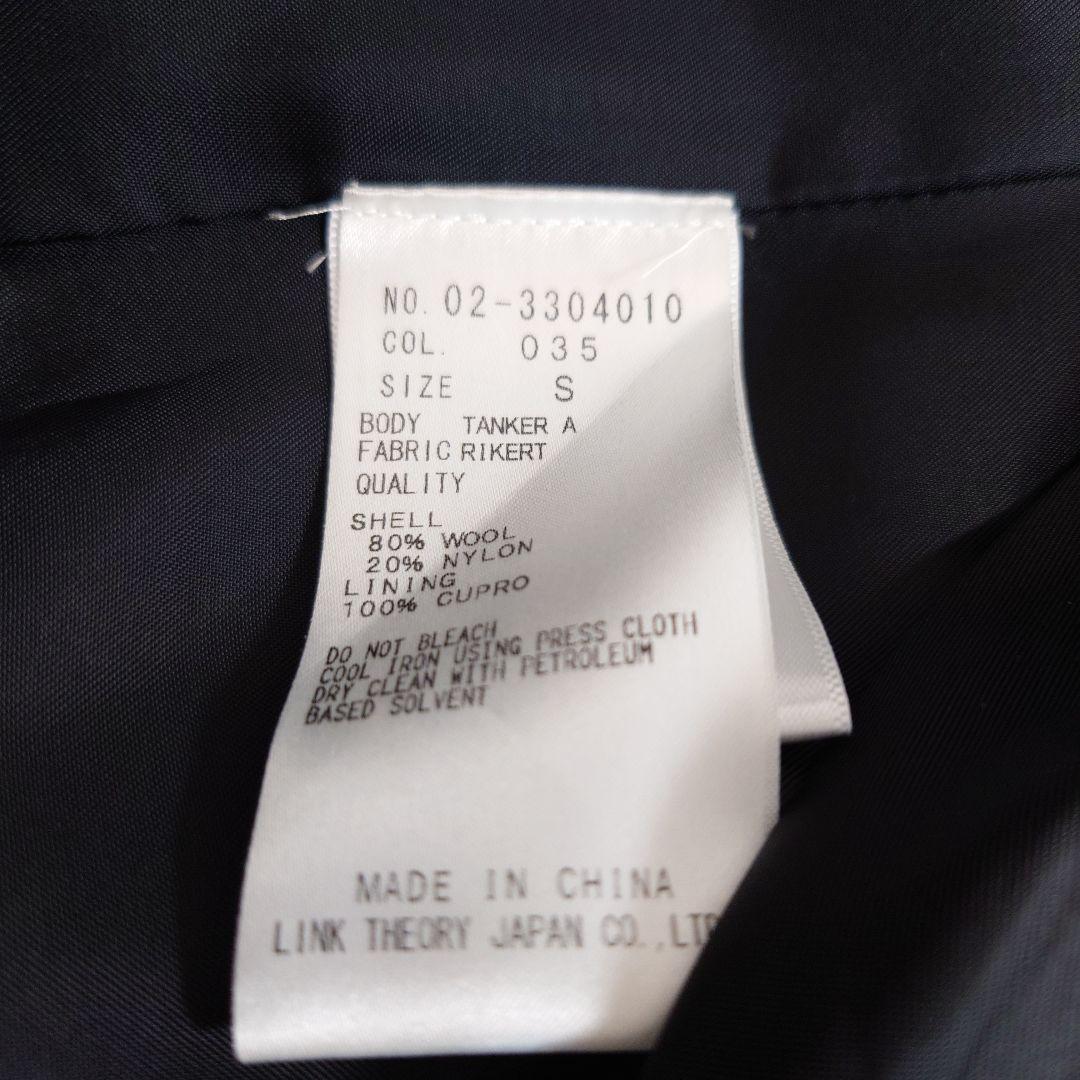 NO. 02-3304010
COL. 035
SIZE S
BODY TANKER A
FABRIC RIKERT
QUALITY
SHELL
80% WOOL
20% NYLON
LINING
100% CUPRO
DO NOT BLEACH
COOL IRON USING PRESS CLOTH
DRY CLEAN WITH PETROLEUM
BASED SOLVENT
MADE IN CHINA
LINK THEORY JAPAN CO.,LTD